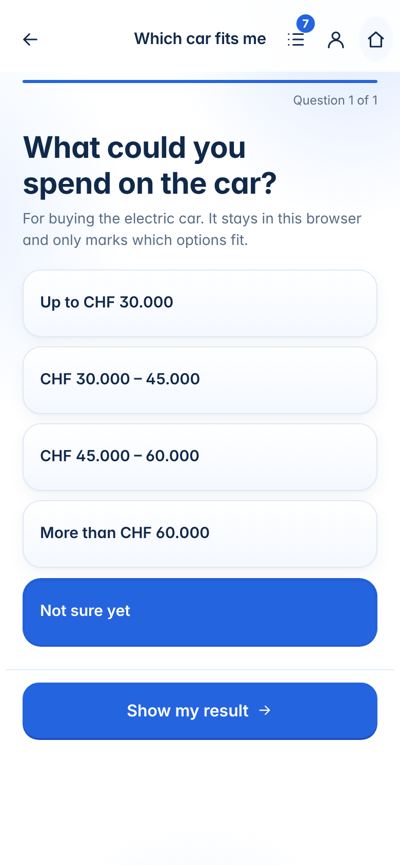 Which car fits me
7
Question 1 of 1
What could you
spend on the car?
For buying the electric car. It stays in this browser
and only marks which options fit.
Up to CHF 30.000
CHF 30.000 – 45.000
CHF 45.000 – 60.000
More than CHF 60.000
Not sure yet
Show my result →